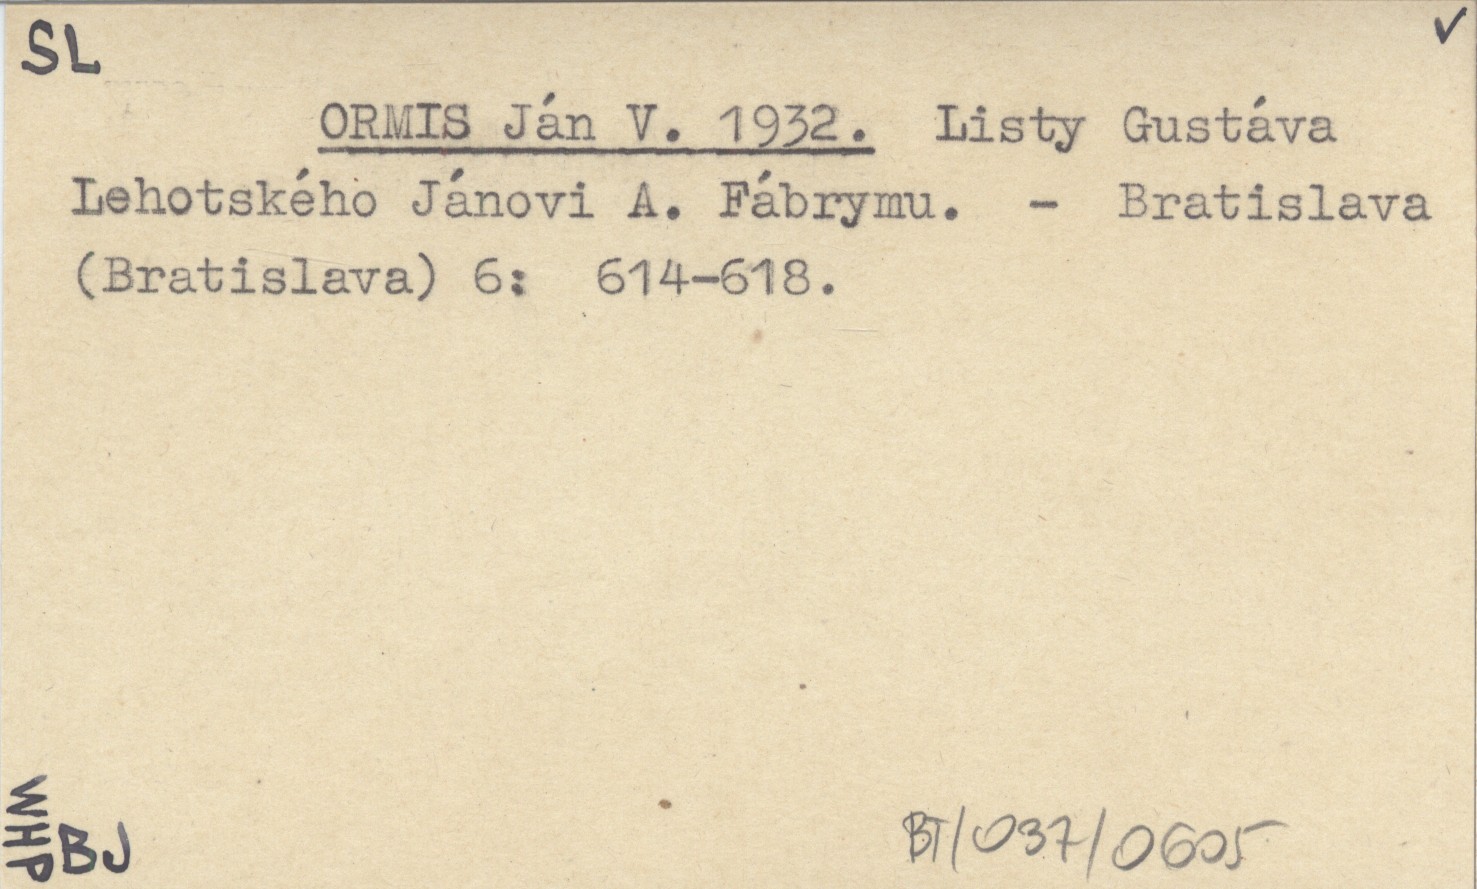 SL ✓
ORMIS Ján V. 1932. Listy Gustáva
Lehotského Jánovi A. Fábrymu. - Bratislava
(Bratislava) 6: 614-618.
WHP
BJ
BT/037/0605